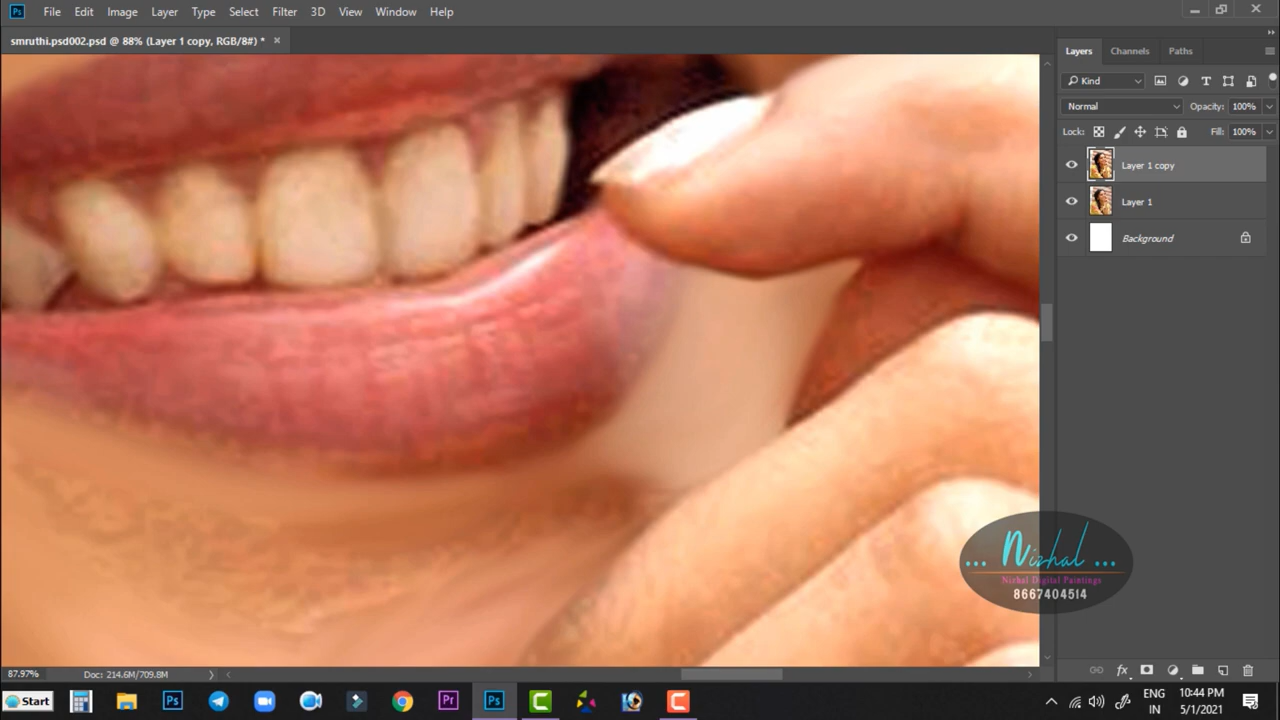 File Edit Image Layer Type Select Filter 3D View Window Help
smruthi.psd002.psd @ 88% (Layer 1 copy, RGB/8#) *
Layers Channels Paths
Kind
Normal Opacity: 100%
Lock: Fill: 100%
Layer 1 copy
Layer 1
Background
... Nizhal ...
Nizhal Digital Paintings
8667404514
87.97% Doc: 214.6M/709.8M
Start
ENG
IN
10:44 PM
5/1/2021